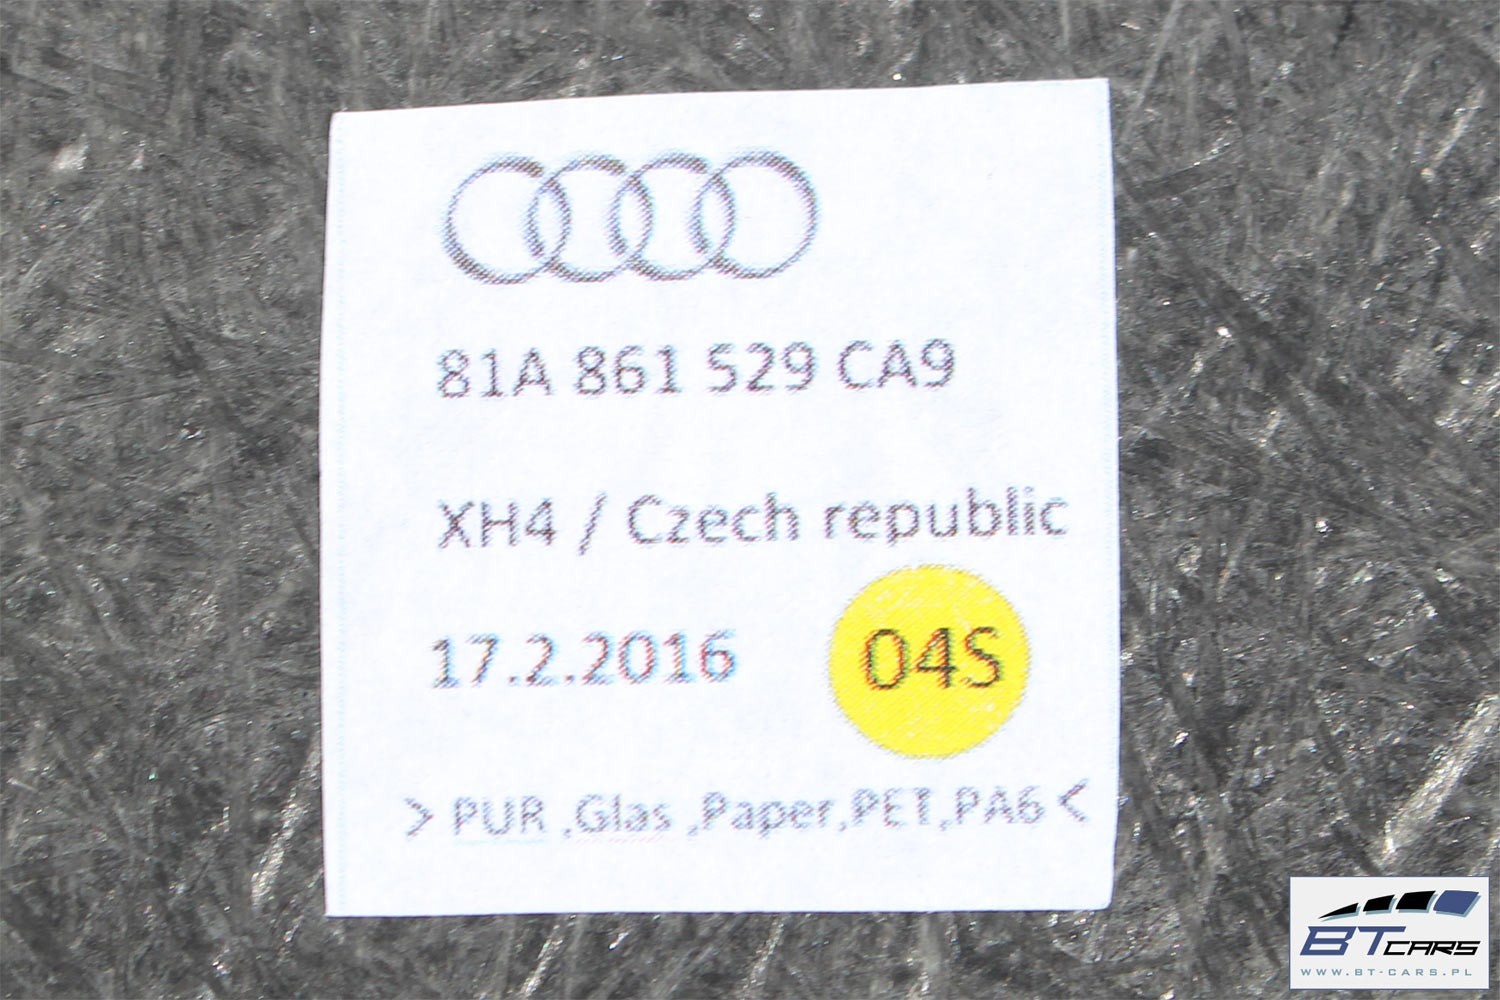 81A 861 529 CA9
XH4 / Czech republic
17.2.2016
04S
> PUR ,Glas ,Paper,PET,PA6 <
BT CARS
WWW.BT-CARS.PL